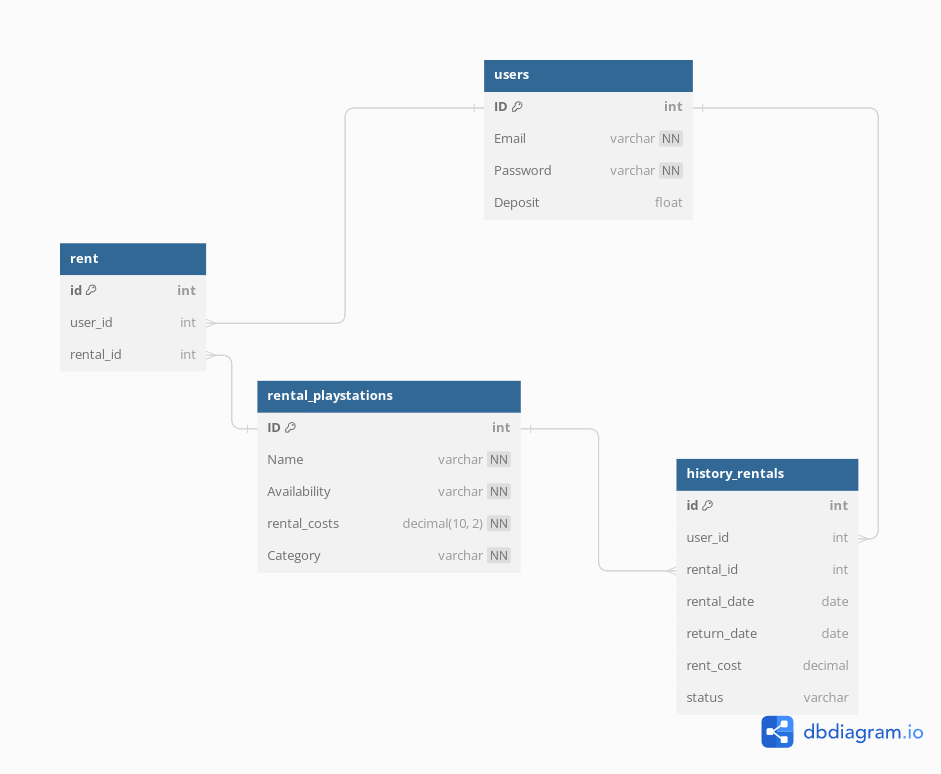 users
ID int
Email varchar NN
Password varchar NN
Deposit float
rent
id int
user_id int
rental_id int
rental_playstations
ID int
Name varchar NN
Availability varchar NN
rental_costs decimal(10, 2) NN
Category varchar NN
history_rentals
id int
user_id int
rental_id int
rental_date date
return_date date
rent_cost decimal
status varchar
dbdiagram.io